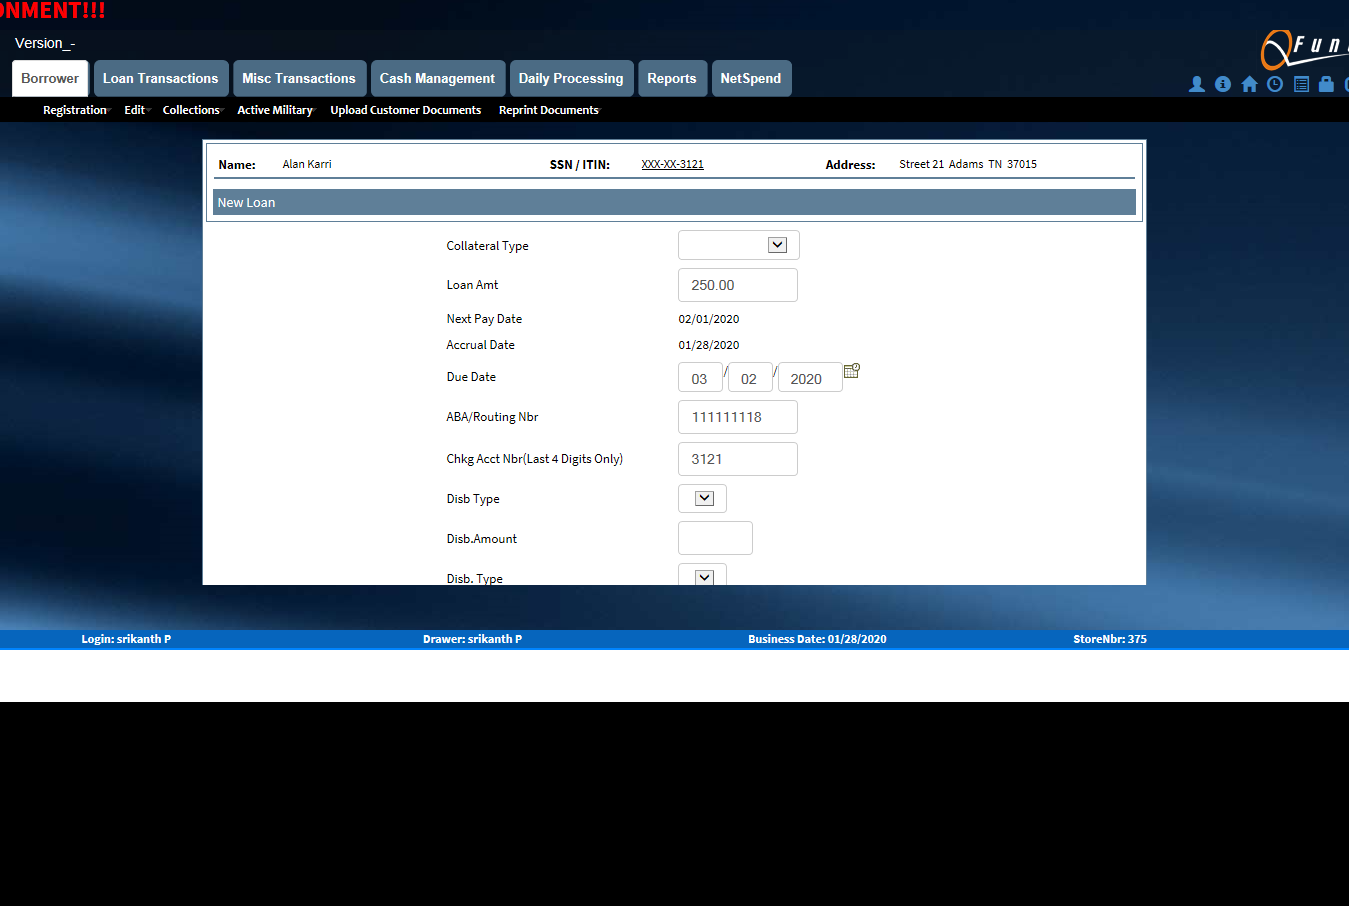 ONMENT!!!
Version_-
QFun
Borrower Loan Transactions Misc Transactions Cash Management Daily Processing Reports NetSpend
Registration Edit Collections Active Military Upload Customer Documents Reprint Documents
Name: Alan Karri SSN / ITIN: XXX-XX-3121 Address: Street 21 Adams TN 37015
New Loan
Collateral Type
Loan Amt 250.00
Next Pay Date 02/01/2020
Accrual Date 01/28/2020
Due Date 03 / 02 / 2020
ABA/Routing Nbr 111111118
Chkg Acct Nbr(Last 4 Digits Only) 3121
Disb Type
Disb.Amount
Disb. Type
Login: srikanth P Drawer: srikanth P Business Date: 01/28/2020 StoreNbr: 375